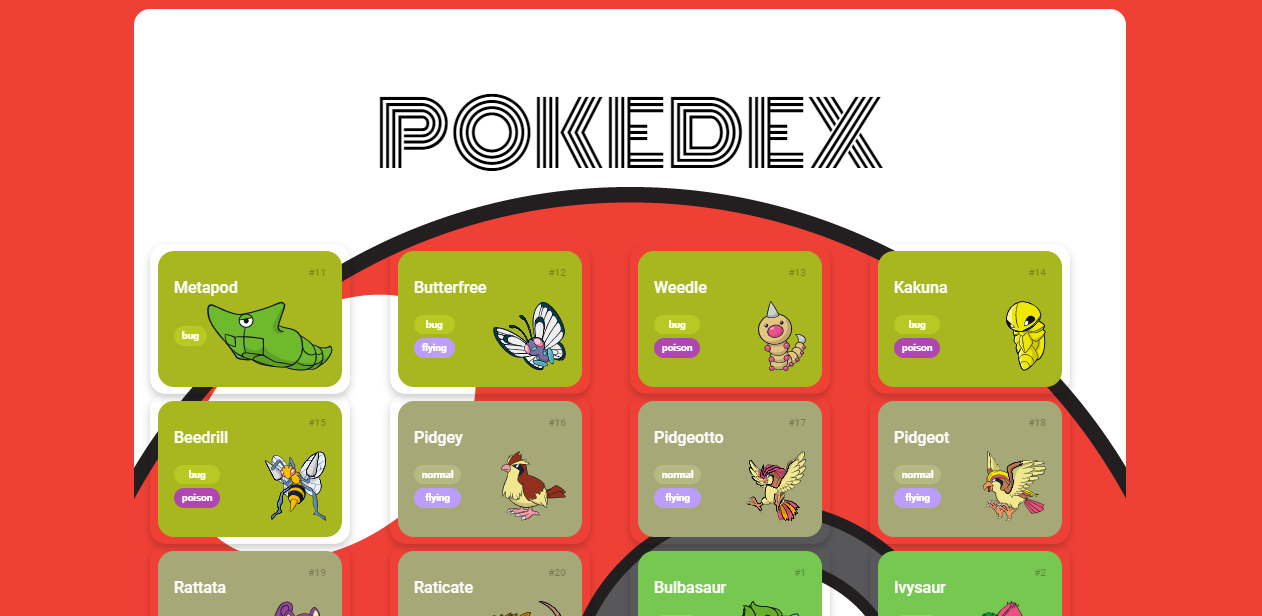 POKEDEX
#11
Metapod
bug
#12
Butterfree
bug
flying
#13
Weedle
bug
poison
#14
Kakuna
bug
poison
#15
Beedrill
bug
poison
#16
Pidgey
normal
flying
#17
Pidgeotto
normal
flying
#18
Pidgeot
normal
flying
#19
Rattata
#20
Raticate
#1
Bulbasaur
#2
Ivysaur